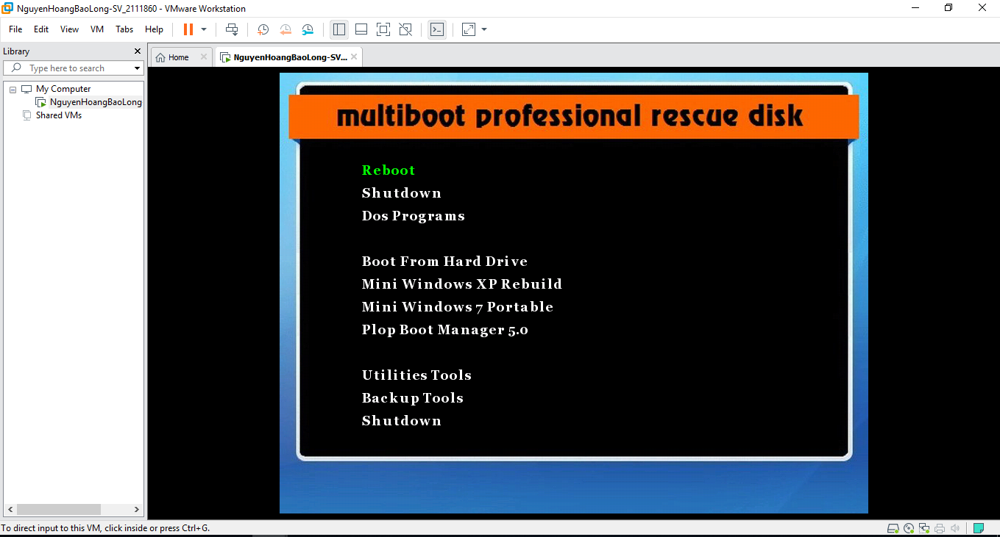 NguyenHoangBaoLong-SV_2111860 - VMware Workstation
File Edit View VM Tabs Help
Library
Type here to search
Home
NguyenHoangBaoLong-SV...
My Computer
NguyenHoangBaoLong
Shared VMs
multiboot professional rescue disk
Reboot
Shutdown
Dos Programs
Boot From Hard Drive
Mini Windows XP Rebuild
Mini Windows 7 Portable
Plop Boot Manager 5.0
Utilities Tools
Backup Tools
Shutdown
To direct input to this VM, click inside or press Ctrl+G.